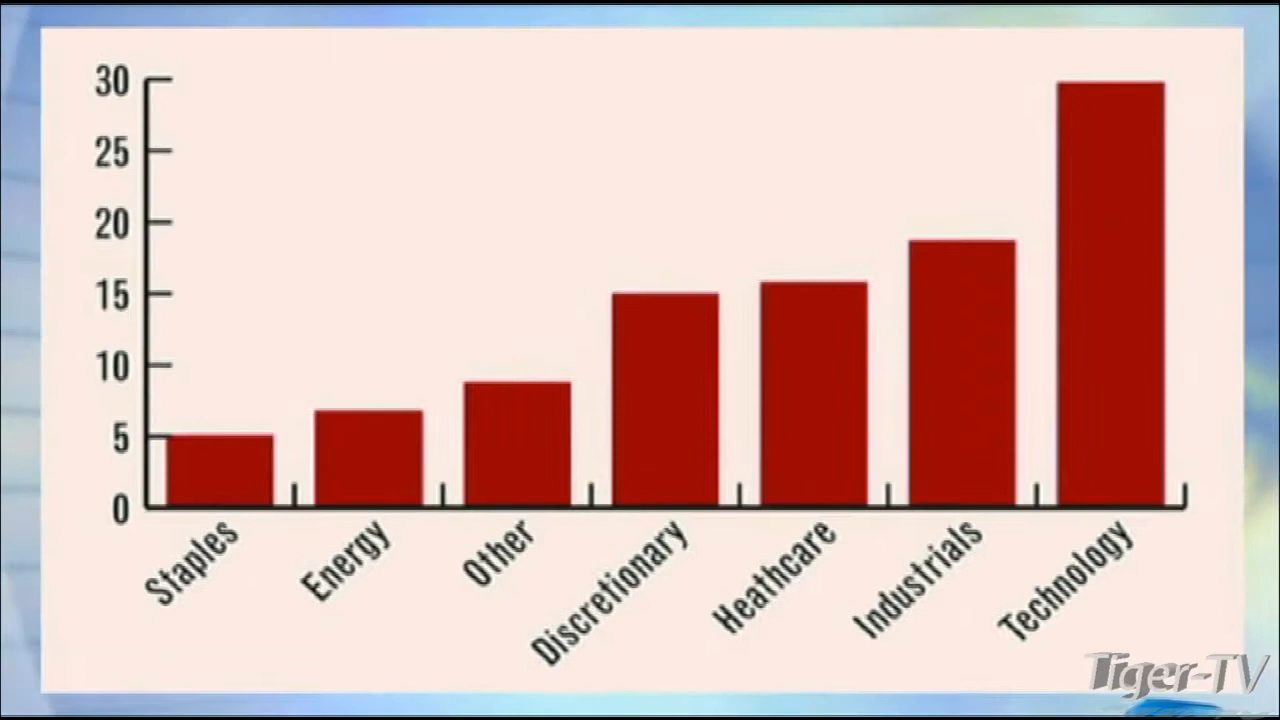 30
25
20
15
10
5
0
Staples
Energy
Other
Discretionary
Heathcare
Industrials
Technology
Tiger-TV